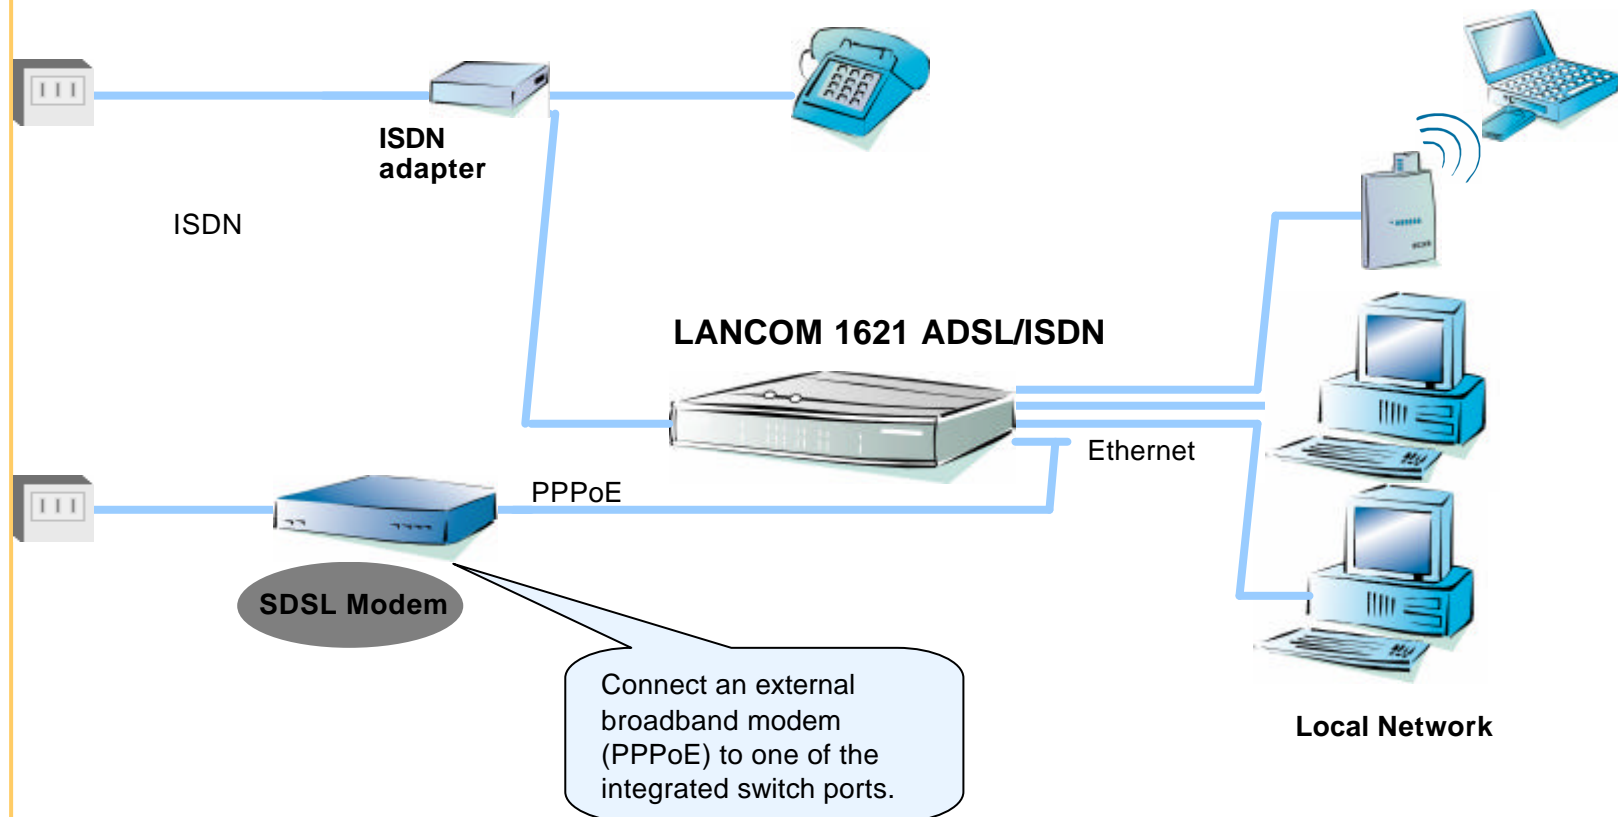 ISDN
adapter
ISDN
LANCOM 1621 ADSL/ISDN
Ethernet
PPPoE
SDSL Modem
Connect an external
broadband modem
(PPPoE) to one of the
integrated switch ports.
Local Network